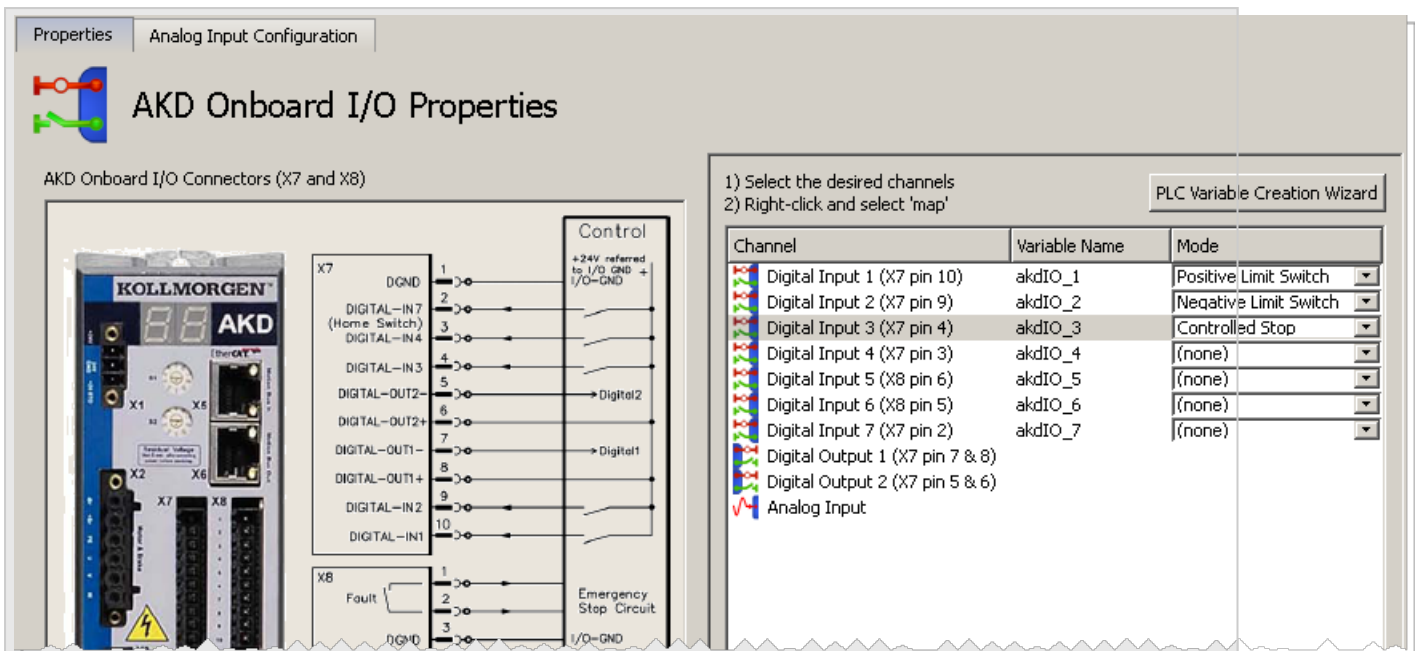 Properties
Analog Input Configuration
AKD Onboard I/O Properties
AKD Onboard I/O Connectors (X7 and X8)
1) Select the desired channels
2) Right-click and select 'map'
PLC Variable Creation Wizard
Channel Variable Name Mode
Digital Input 1 (X7 pin 10) akdIO_1 Positive Limit Switch
Digital Input 2 (X7 pin 9) akdIO_2 Negative Limit Switch
Digital Input 3 (X7 pin 4) akdIO_3 Controlled Stop
Digital Input 4 (X7 pin 3) akdIO_4 (none)
Digital Input 5 (X8 pin 6) akdIO_5 (none)
Digital Input 6 (X8 pin 5) akdIO_6 (none)
Digital Input 7 (X7 pin 2) akdIO_7 (none)
Digital Output 1 (X7 pin 7 & 8)
Digital Output 2 (X7 pin 5 & 6)
Analog Input
KOLLMORGEN
88 AKD
EtherCAT
X1 X5
X2 X6
X7 X8
Control
+24V referred
to I/O GND +
I/O-GND
X7
DGND 1
DIGITAL-IN7 2
(Home Switch)
DIGITAL-IN4 3
DIGITAL-IN3 4
DIGITAL-OUT2- 5 Digital2
DIGITAL-OUT2+ 6
DIGITAL-OUT1- 7 Digital1
DIGITAL-OUT1+ 8
DIGITAL-IN2 9
DIGITAL-IN1 10
X8
1
Fault 2
Emergency
Stop Circuit
DGND 3 I/O-GND